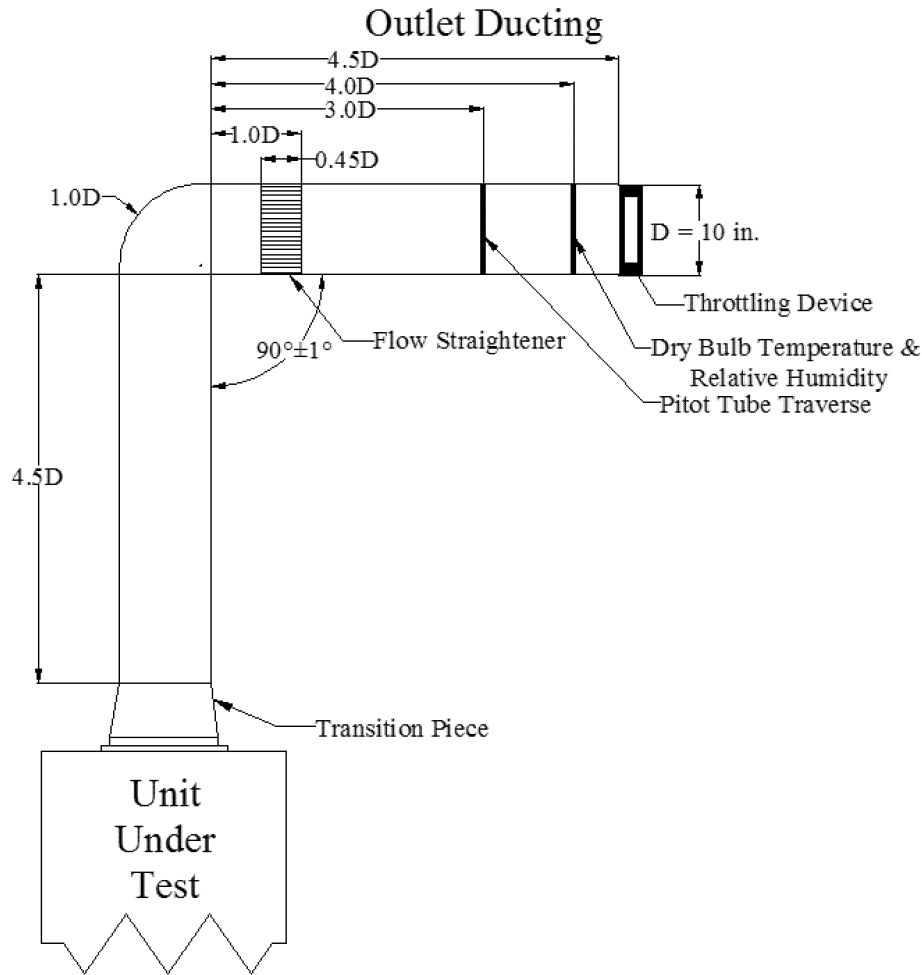 Outlet Ducting
4.5D
4.0D
3.0D
1.0D
0.45D
1.0D
D = 10 in.
Throttling Device
Flow Straightener
90°±1°
Dry Bulb Temperature &
Relative Humidity
Pitot Tube Traverse
4.5D
Transition Piece
Unit
Under
Test